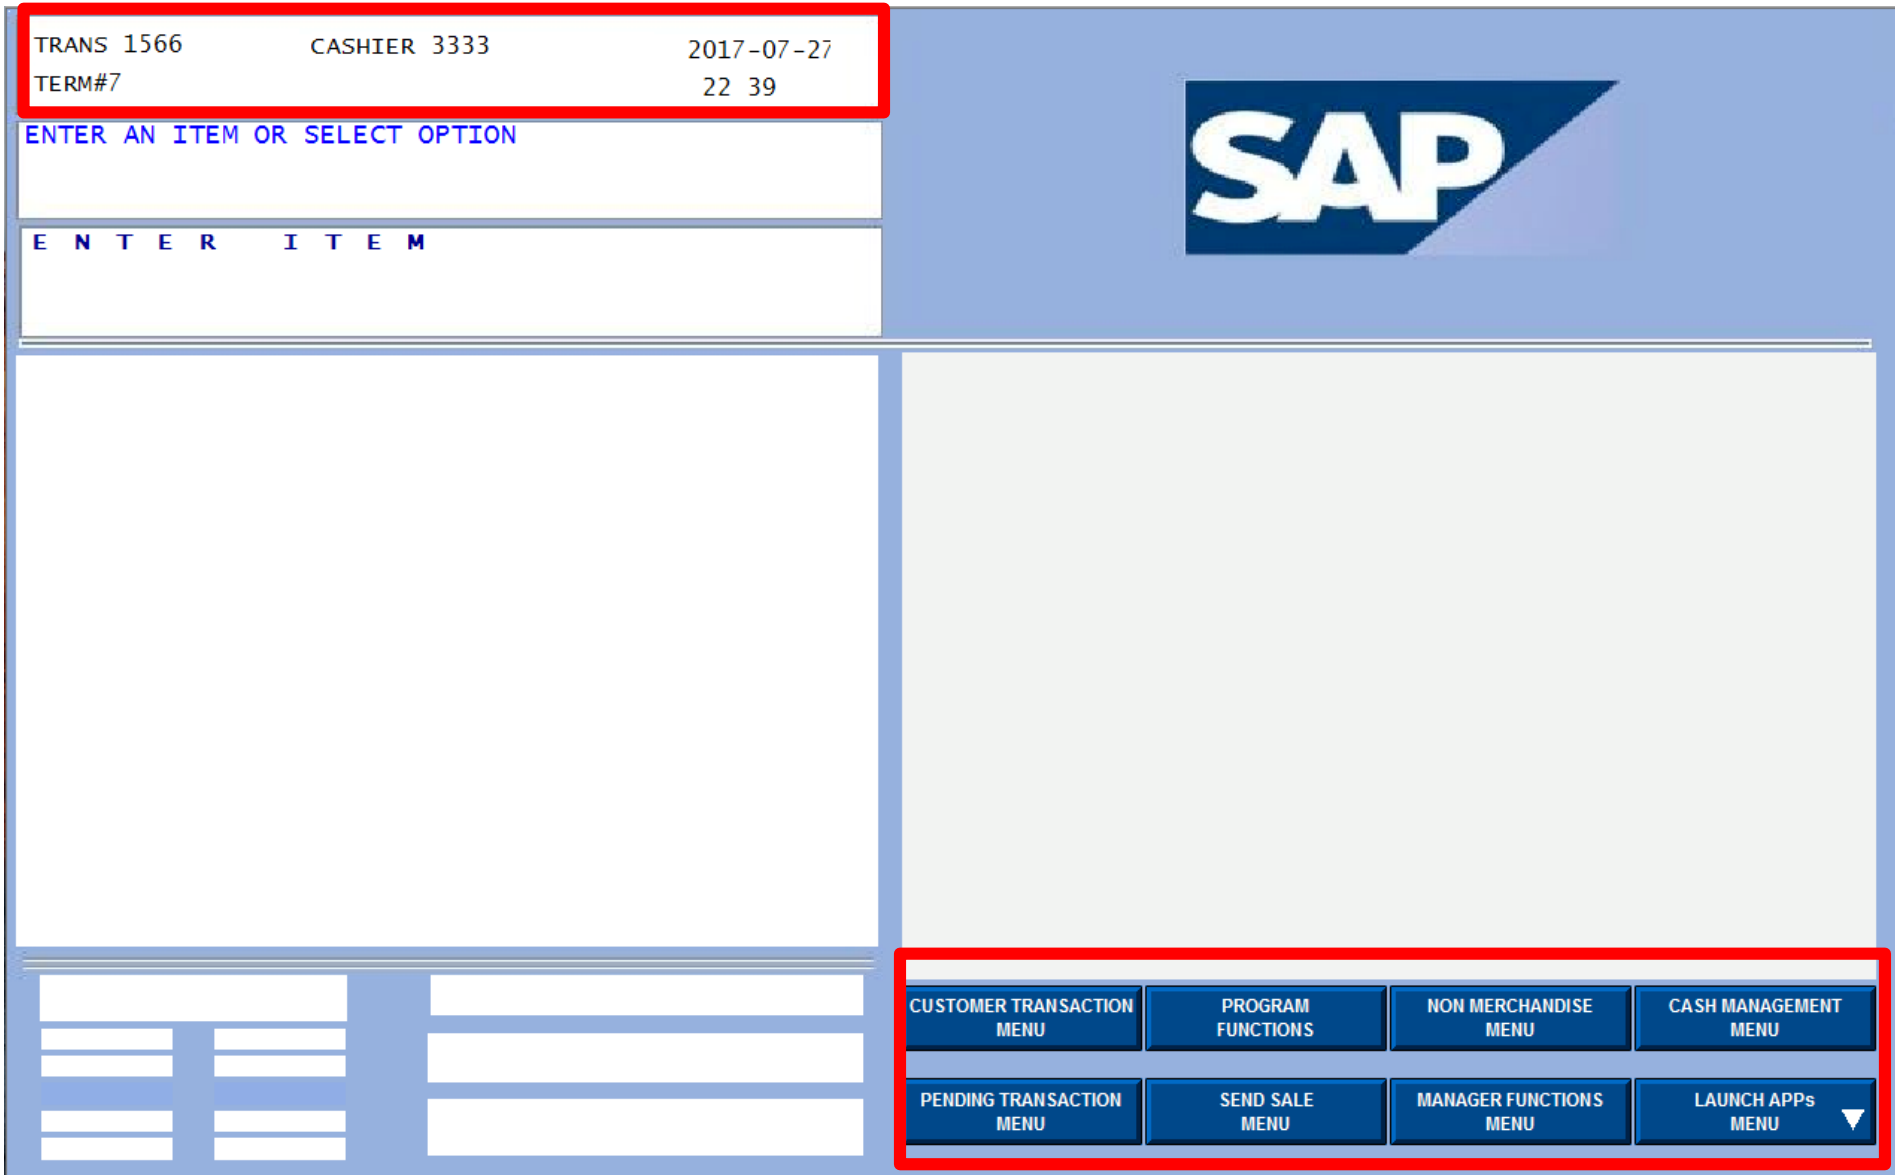 TRANS 1566 CASHIER 3333 2017-07-27
TERM#7 22 39
ENTER AN ITEM OR SELECT OPTION
E N T E R I T E M
SAP
CUSTOMER TRANSACTION
MENU
PROGRAM
FUNCTIONS
NON MERCHANDISE
MENU
CASH MANAGEMENT
MENU
PENDING TRANSACTION
MENU
SEND SALE
MENU
MANAGER FUNCTIONS
MENU
LAUNCH APPs
MENU